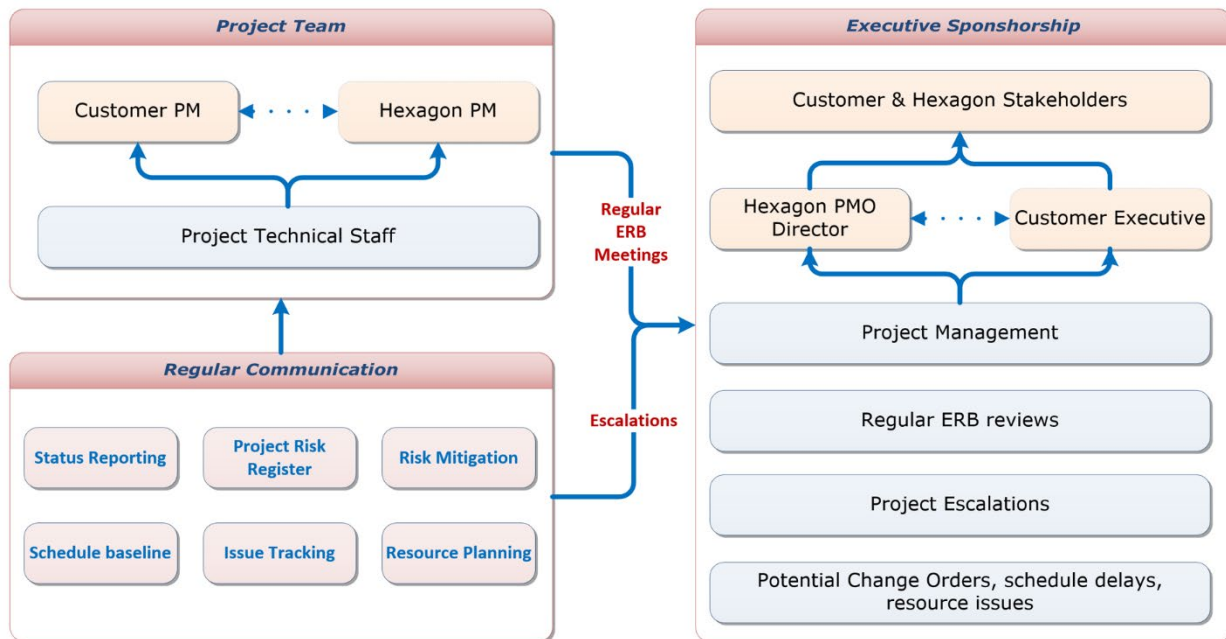 Project Team
Customer PM
Hexagon PM
Project Technical Staff
Regular Communication
Status Reporting
Project Risk
Register
Risk Mitigation
Schedule baseline
Issue Tracking
Resource Planning
Regular
ERB
Meetings
Escalations
Executive Sponshorship
Customer & Hexagon Stakeholders
Hexagon PMO
Director
Customer Executive
Project Management
Regular ERB reviews
Project Escalations
Potential Change Orders, schedule delays,
resource issues